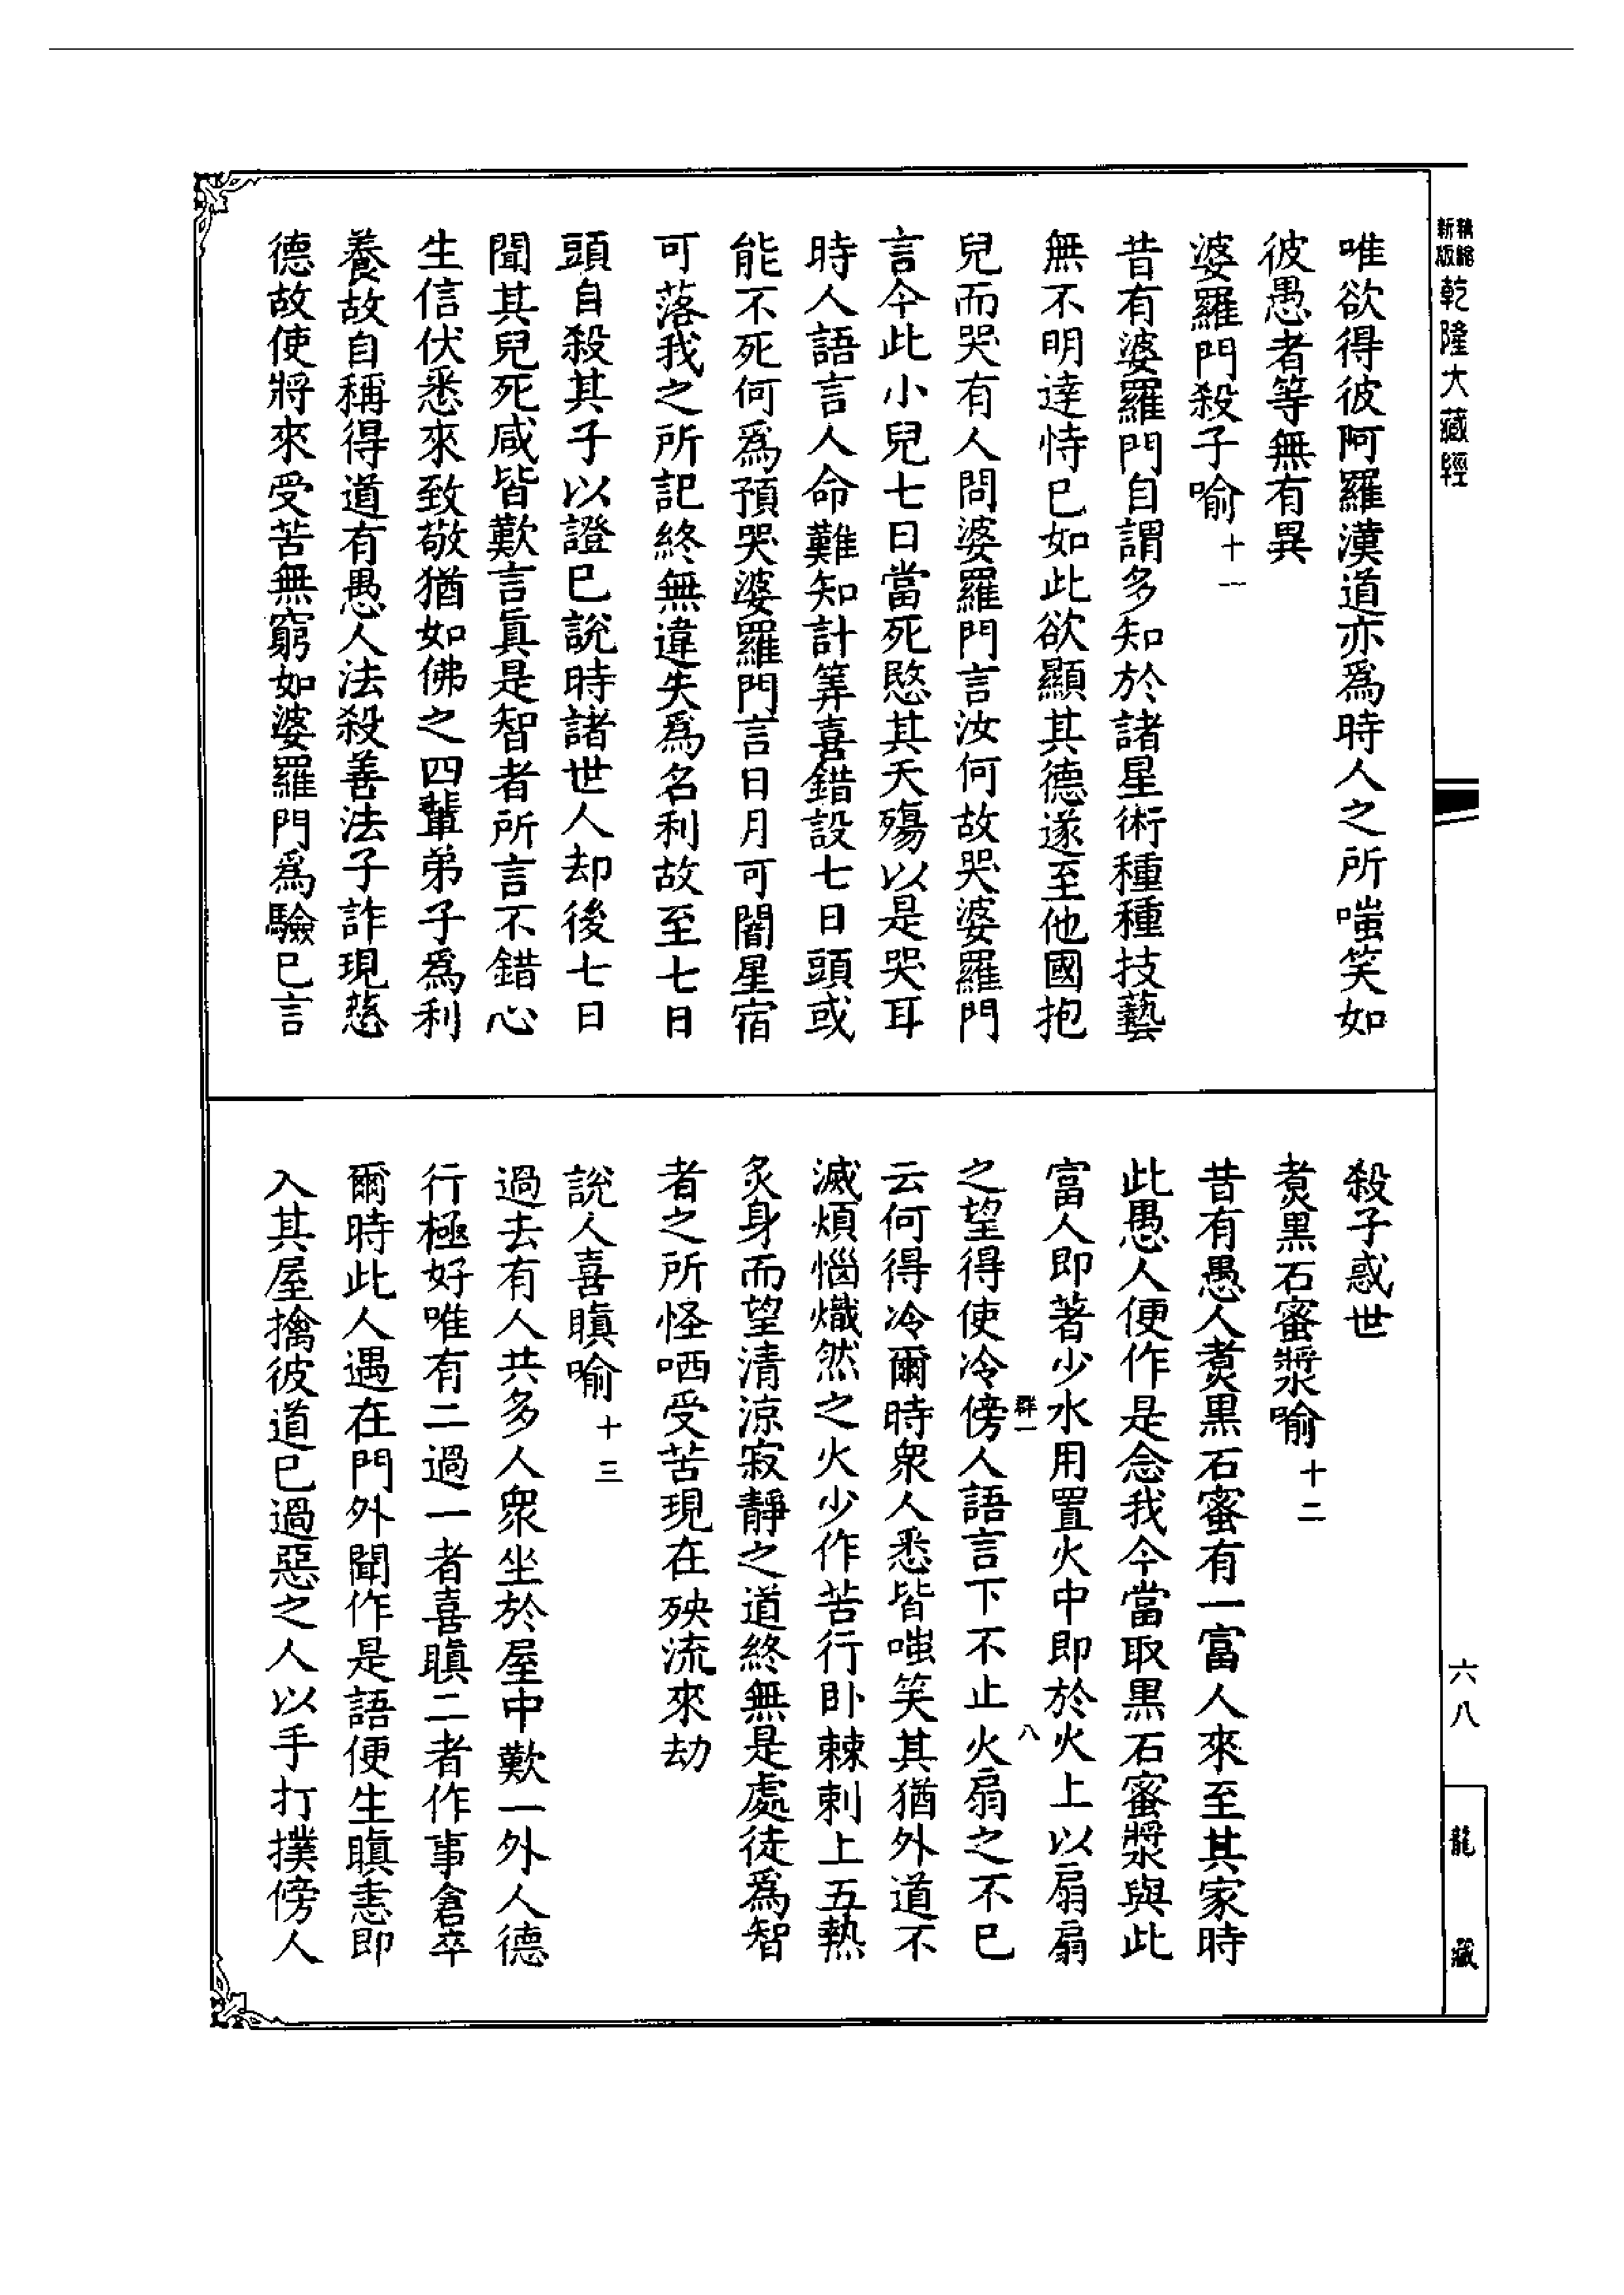 新縮
版
乾隆大藏經
唯欲得彼阿羅漢道亦爲時人之所嗤笑如
彼愚者等無有異
婆羅門殺子喻十一
昔有婆羅門自謂多知於諸星術種種技藝
無不明達恃已如此欲顯其德遂至他國抱
兒而哭有人問婆羅門言汝何故哭婆羅門
言今此小兒七日當死愍其夭殤以是哭耳
時人語言人命難知計筭喜錯設七日頭或
能不死何爲預哭婆羅門言日月可闇星宿
可落我之所記終無違失爲名利故至七日
頭自殺其子以證已說時諸世人却後七日
聞其兒死咸皆歎言眞是智者所言不錯心
生信伏悉來致敬猶如佛之四輩弟子爲利
養故自稱得道有愚人法殺善法子詐現慈
德故使將來受苦無窮如婆羅門爲驗已言
殺子惑世
煑黑石蜜漿喻十二
昔有愚人煑黑石蜜有一富人來至其家時
此愚人便作是念我今當取黑石蜜漿與此
富人即著少水用置火中即於火上以扇扇
群一 八
之望得使冷傍人語言下不止火扇之不已
云何得冷爾時衆人悉皆嗤笑其猶外道不
滅煩惱熾然之火少作苦行卧棘刺上五熱
炙身而望清涼寂靜之道終無是處徒爲智
者之所怪哂受苦現在殃流來劫
說人喜瞋喻十三
過去有人共多人衆坐於屋中歎一外人德
行極好唯有二過一者喜瞋二者作事倉卒
爾時此人遇在門外聞作是語便生瞋恚即
入其屋擒彼道已過惡之人以手打撲傍人
六八
龍藏